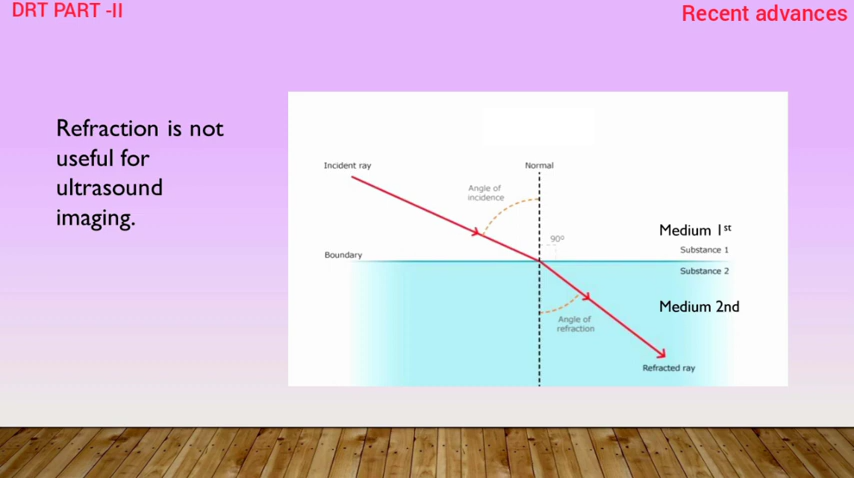 DRT PART -II
Recent advances
Refraction is not
useful for
ultrasound
imaging.
Incident ray
Normal
Angle of
incidence
90º
Medium 1st
Boundary
Substance 1
Substance 2
Medium 2nd
Angle of
refraction
Refracted ray